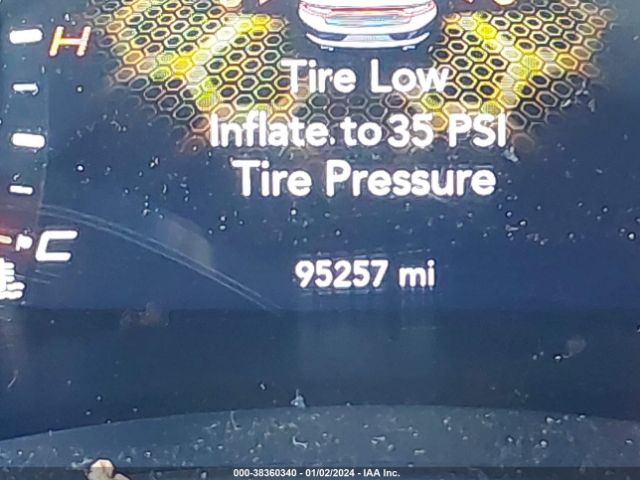 H
Tire Low
Inflate to 35 PSI
Tire Pressure
C
95257 mi
000-38360340 - 01/02/2024 - IAA Inc.